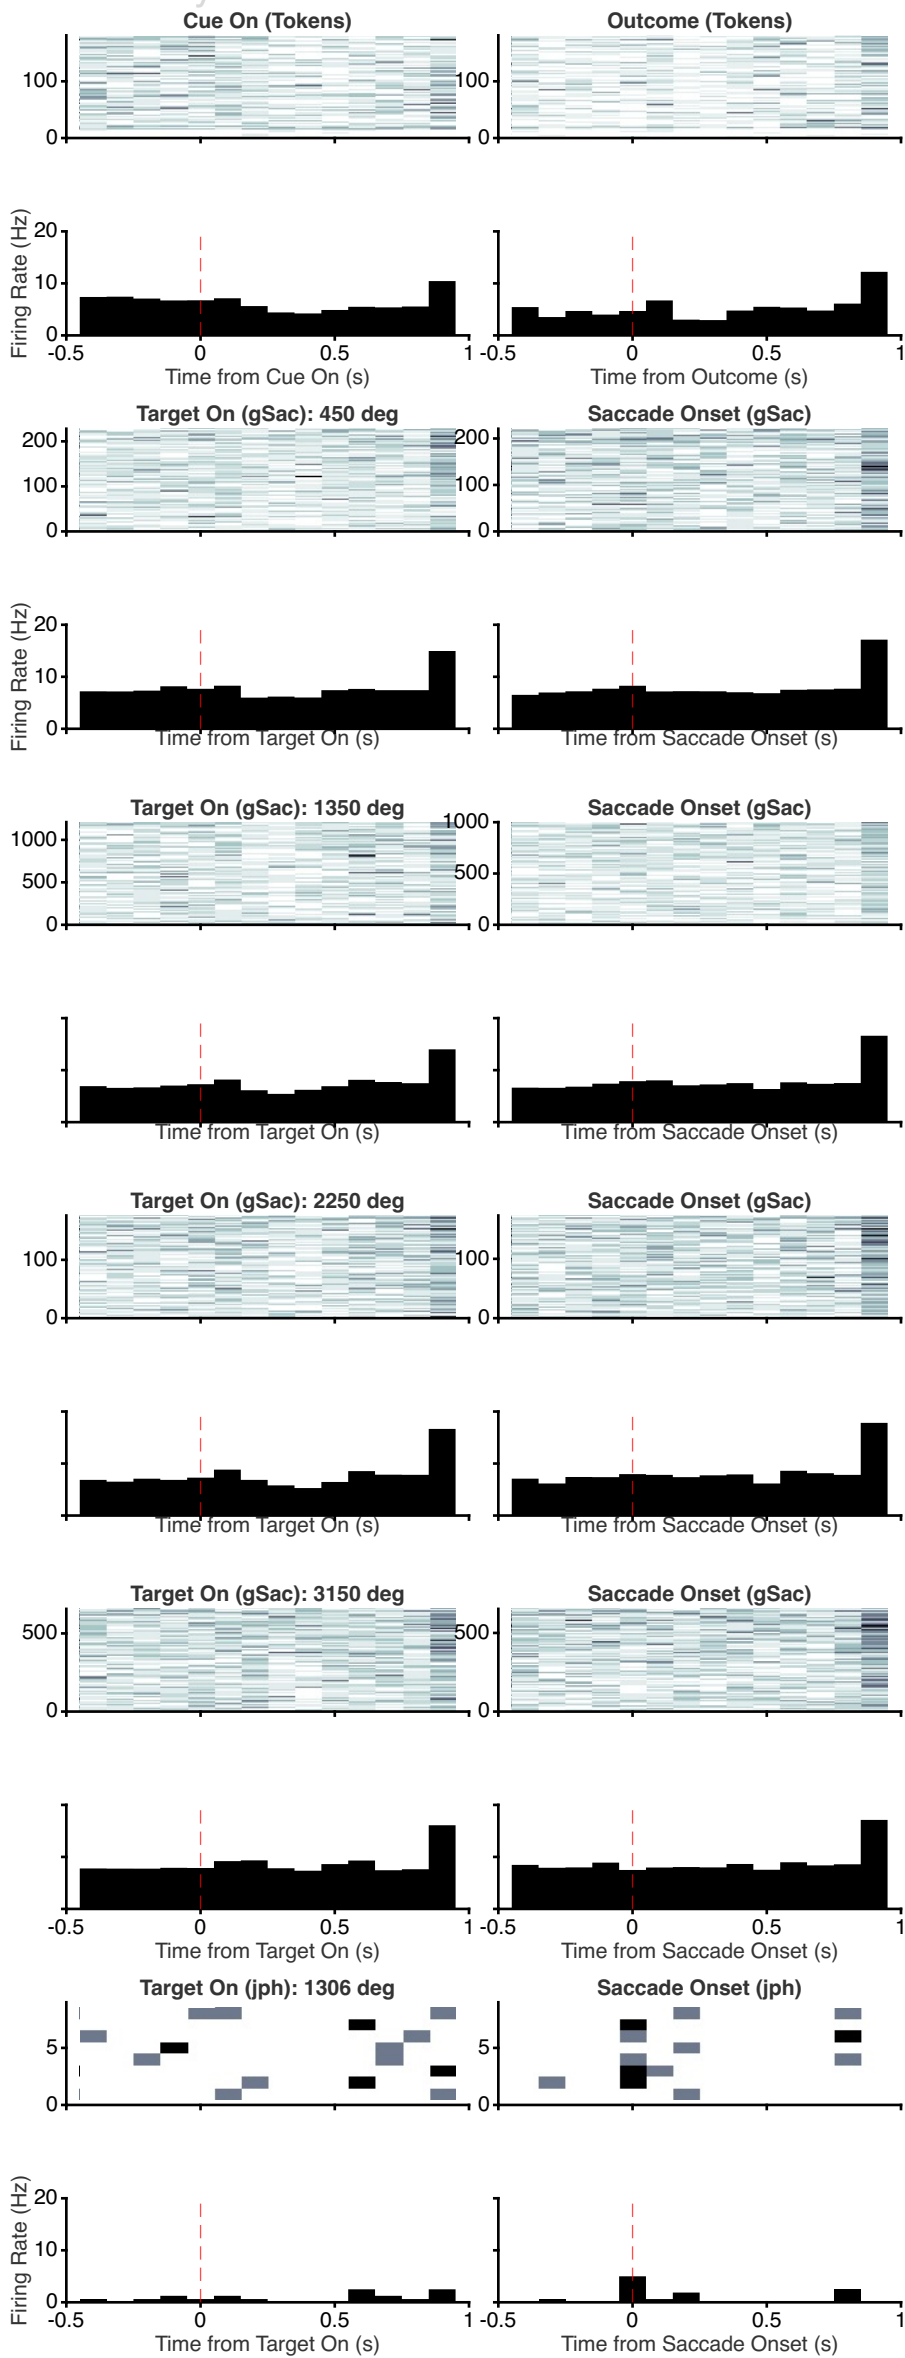 Cue On (Tokens) Outcome (Tokens)
100 100
0 0
Firing Rate (Hz)
20
10
0
-0.5 0 0.5 1 -0.5 0 0.5 1
Time from Cue On (s) Time from Outcome (s)
Target On (gSac): 450 deg Saccade Onset (gSac)
200 200
100 100
0 0
Firing Rate (Hz)
20
10
0
Time from Target On (s) Time from Saccade Onset (s)
Target On (gSac): 1350 deg Saccade Onset (gSac)
1000 1000
500 500
0 0
Time from Target On (s) Time from Saccade Onset (s)
Target On (gSac): 2250 deg Saccade Onset (gSac)
100 100
0 0
Time from Target On (s) Time from Saccade Onset (s)
Target On (gSac): 3150 deg Saccade Onset (gSac)
500 500
0 0
-0.5 0 0.5 1 -0.5 0 0.5 1
Time from Target On (s) Time from Saccade Onset (s)
Target On (jph): 1306 deg Saccade Onset (jph)
5 5
0 0
Firing Rate (Hz)
20
10
0
-0.5 0 0.5 1 -0.5 0 0.5 1
Time from Target On (s) Time from Saccade Onset (s)